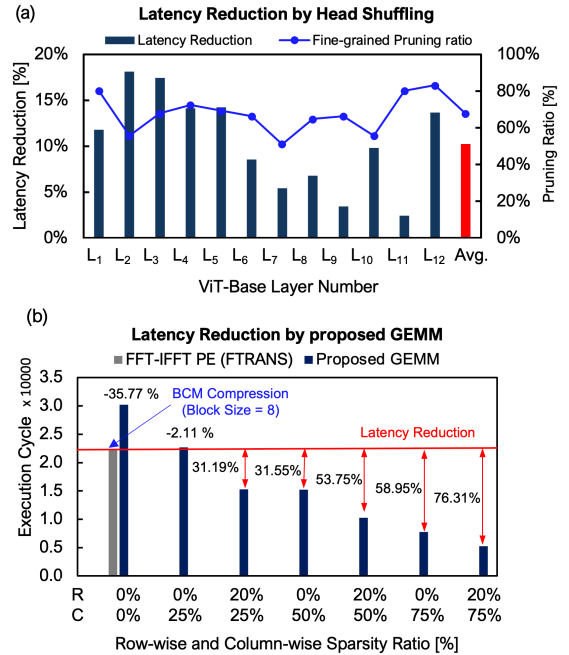 (a)
Latency Reduction by Head Shuffling
Latency Reduction Fine-grained Pruning ratio
Latency Reduction [%]
20%
15%
10%
5%
0%
Pruning Ratio [%]
100%
80%
60%
40%
20%
0%
L1 L2 L3 L4 L5 L6 L7 L8 L9 L10 L11 L12 Avg.
ViT-Base Layer Number
(b)
Latency Reduction by proposed GEMM
FFT-IFFT PE (FTRANS) Proposed GEMM
Execution Cycle x 10000
3.5
3.0
2.5
2.0
1.5
1.0
0.5
0.0
-35.77 %
BCM Compression
(Block Size = 8)
-2.11 %
Latency Reduction
31.19%
31.55%
53.75%
58.95%
76.31%
R 0% 0% 20% 0% 20% 0% 20%
C 0% 25% 25% 50% 50% 75% 75%
Row-wise and Column-wise Sparsity Ratio [%]